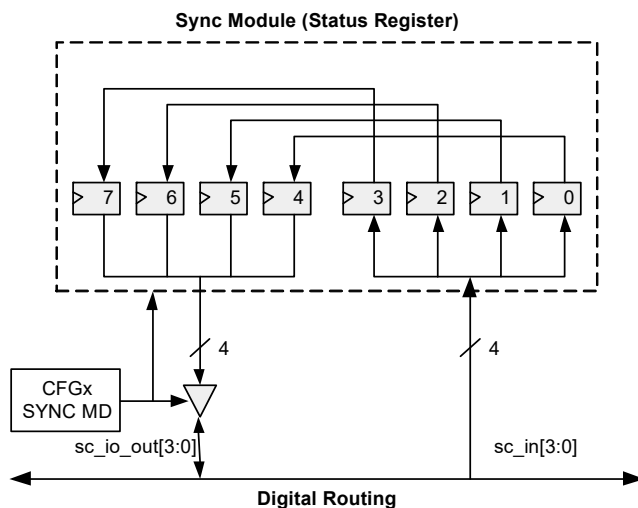 Sync Module (Status Register)
7 6 5 4 3 2 1 0
4 4
CFGx
SYNC MD
sc_io_out[3:0] sc_in[3:0]
Digital Routing